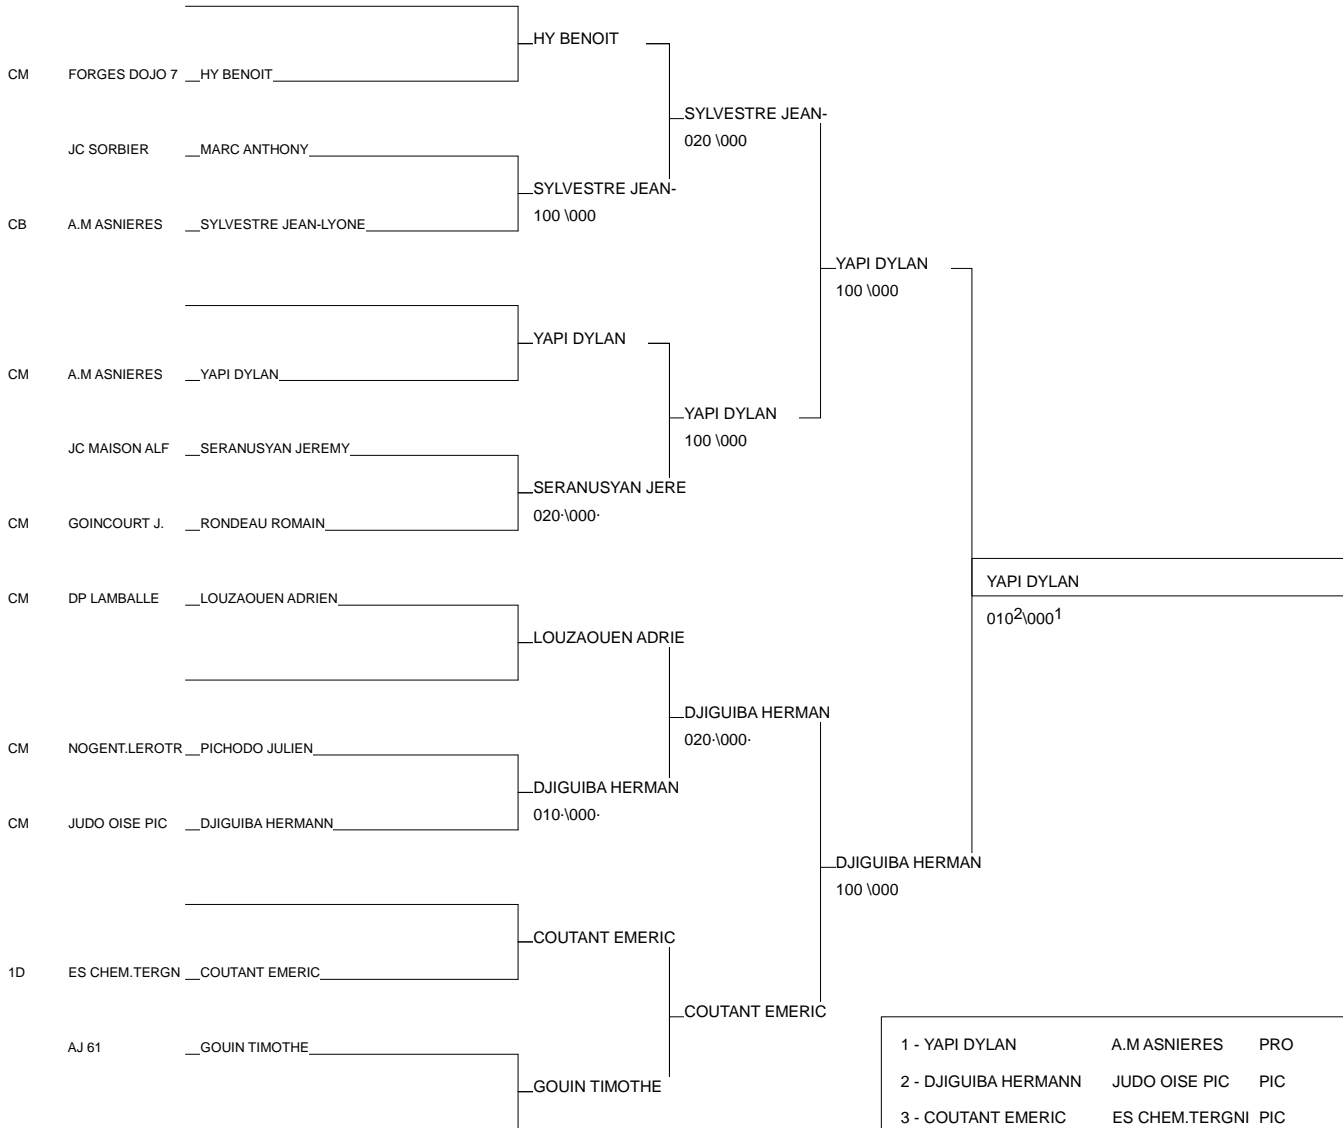 HY BENOIT
CM FORGES DOJO 7 HY BENOIT
SYLVESTRE JEAN-
020 \000
JC SORBIER MARC ANTHONY
SYLVESTRE JEAN-
100 \000
CB A.M ASNIERES SYLVESTRE JEAN-LYONE
YAPI DYLAN
100 \000
YAPI DYLAN
CM A.M ASNIERES YAPI DYLAN
YAPI DYLAN
100 \000
JC MAISON ALF SERANUSYAN JEREMY
SERANUSYAN JERE
020·\000·
CM GOINCOURT J. RONDEAU ROMAIN
YAPI DYLAN
010²\000¹
CM DP LAMBALLE LOUZAOUEN ADRIEN
LOUZAOUEN ADRIE
DJIGUIBA HERMAN
020·\000·
CM NOGENT.LEROTR PICHODO JULIEN
DJIGUIBA HERMAN
010·\000·
CM JUDO OISE PIC DJIGUIBA HERMANN
DJIGUIBA HERMAN
100 \000
COUTANT EMERIC
1D ES CHEM.TERGN COUTANT EMERIC
COUTANT EMERIC
AJ 61 GOUIN TIMOTHE
GOUIN TIMOTHE
1 - YAPI DYLAN A.M ASNIERES PRO
2 - DJIGUIBA HERMANN JUDO OISE PIC PIC
3 - COUTANT EMERIC ES CHEM.TERGNI PIC